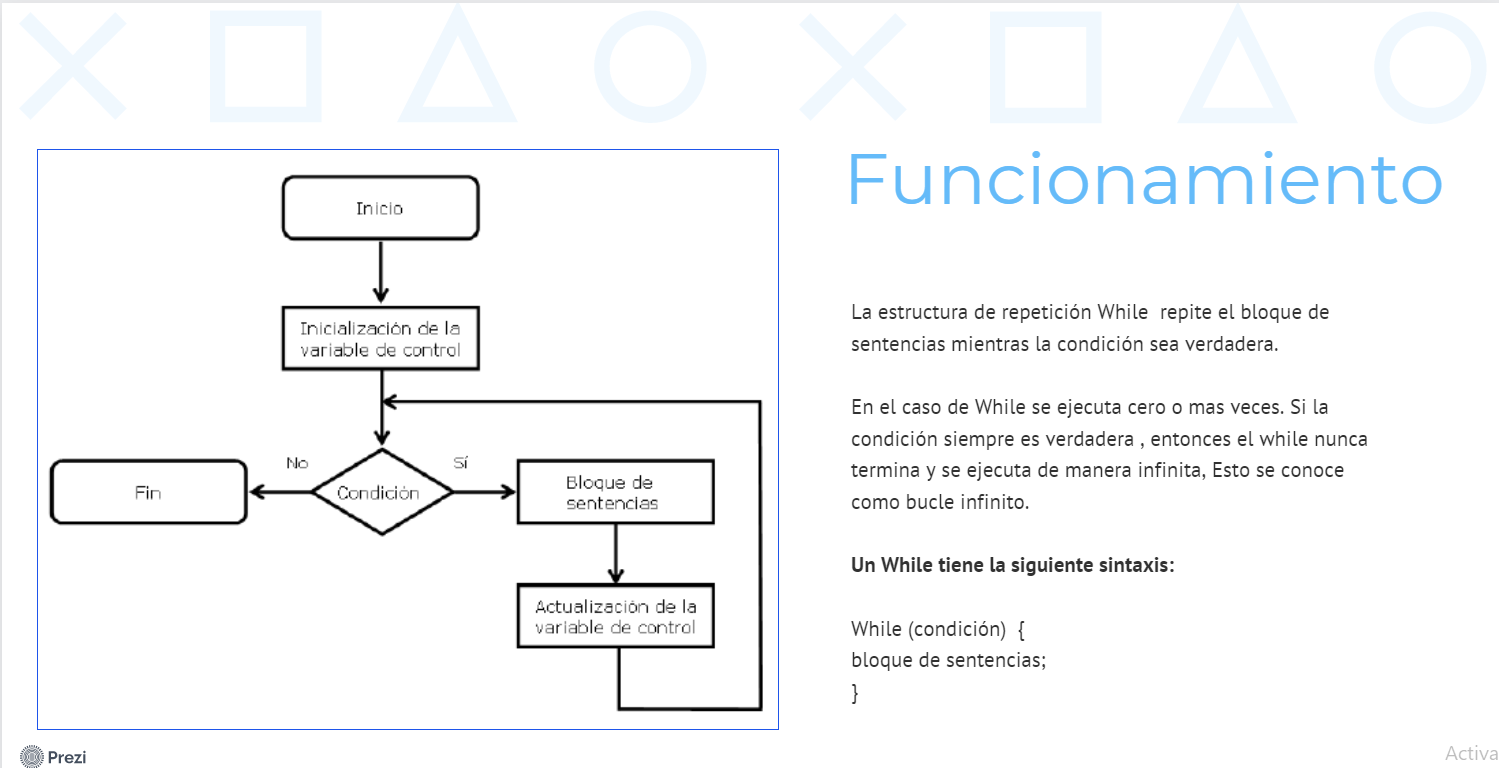 Funcionamiento
Inicio
Inicialización de la
variable de control
No
Sí
Fin
Condición
Bloque de
sentencias
Actualización de la
variable de control
La estructura de repetición While  repite el bloque de
sentencias mientras la condición sea verdadera.
En el caso de While se ejecuta cero o mas veces. Si la
condición siempre es verdadera , entonces el while nunca
termina y se ejecuta de manera infinita, Esto se conoce
como bucle infinito.
Un While tiene la siguiente sintaxis:
While (condición)  {
bloque de sentencias;
}
Prezi
Activa